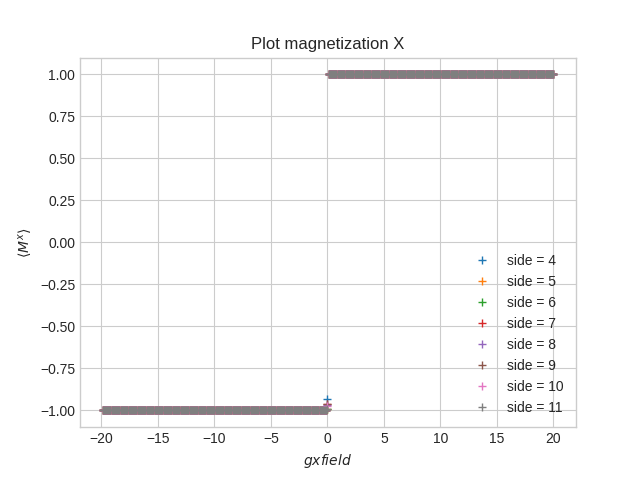 Plot magnetization X
1.00
0.75
0.50
0.25
0.00
−0.25
−0.50
−0.75
−1.00
⟨M^x⟩
side = 4
side = 5
side = 6
side = 7
side = 8
side = 9
side = 10
side = 11
−20 −15 −10 −5 0 5 10 15 20
gxfield